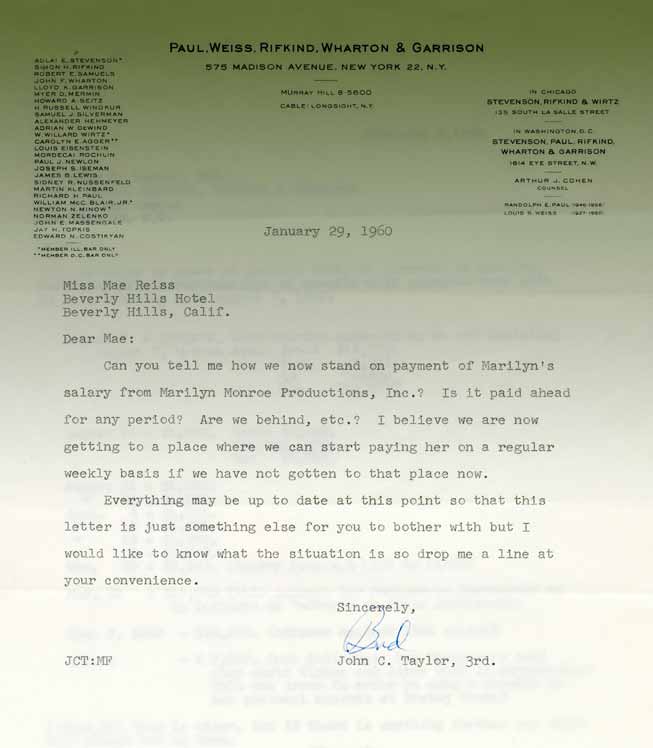 PAUL, WEISS, RIFKIND, WHARTON & GARRISON
575 MADISON AVENUE, NEW YORK 22, N.Y.
MURRAY HILL 8-5600
CABLE: LONGSIGHT, N.Y.
ADLAI E. STEVENSON*
SIMON H. RIFKIND
ROBERT E. SAMUELS
JOHN F. WHARTON
LLOYD K. GARRISON
MYER D. MERMIN
HOWARD A. SEITZ
H. RUSSELL WINOKUR
SAMUEL J. SILVERMAN
ALEXANDER HEHMEYER
ADRIAN W. DEWIND
W. WILLARD WIRTZ*
CAROLYN E. AGGER**
LOUIS EISENSTEIN
MORDECAI ROCHLIN
PAUL J. NEWLON
JOSEPH S. ISEMAN
JAMES B. LEWIS
SIDNEY R. NUSSENFELD
MARTIN KLEINBARD
RICHARD H. PAUL
WILLIAM McC. BLAIR, JR.*
NEWTON N. MINOW*
NORMAN ZELENKO
JOHN E. MASSENGALE
JAY H. TOPKIS
EDWARD N. COSTIKYAN
*MEMBER ILL. BAR ONLY
**MEMBER D.C. BAR ONLY
IN CHICAGO
STEVENSON, RIFKIND & WIRTZ
135 SOUTH LA SALLE STREET
IN WASHINGTON, D.C.
STEVENSON, PAUL, RIFKIND,
WHARTON & GARRISON
1614 EYE STREET, N.W.
ARTHUR J. COHEN
COUNSEL
RANDOLPH E. PAUL (1946-1956)
LOUIS S. WEISS (1927-1950)
January 29, 1960
Miss Mae Reiss
Beverly Hills Hotel
Beverly Hills, Calif.
Dear Mae:
Can you tell me how we now stand on payment of Marilyn's
salary from Marilyn Monroe Productions, Inc.? Is it paid ahead
for any period? Are we behind, etc.? I believe we are now
getting to a place where we can start paying her on a regular
weekly basis if we have not gotten to that place now.
Everything may be up to date at this point so that this
letter is just something else for you to bother with but I
would like to know what the situation is so drop me a line at
your convenience.
Sincerely,
Bud
JCT:MF John C. Taylor, 3rd.